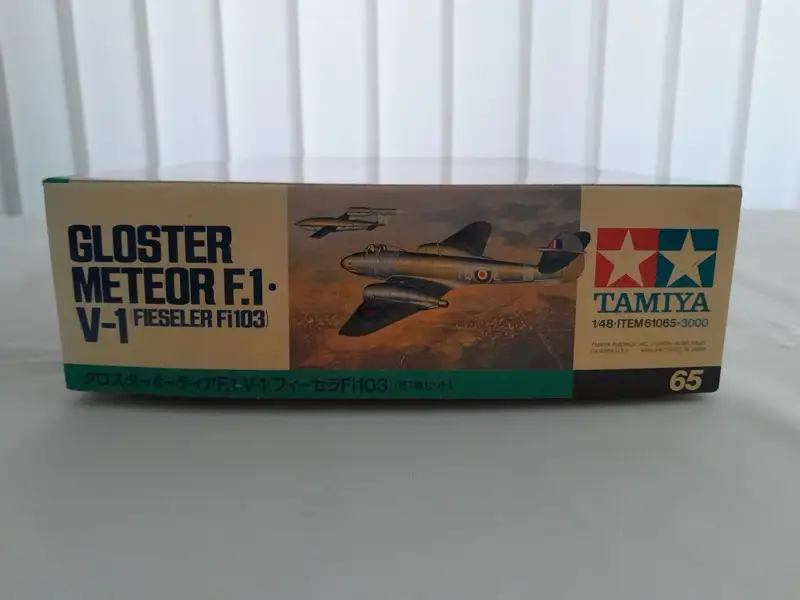 GLOSTER
METEOR F.1・
V-1 (FIESELER Fi103)
TAMIYA
1/48・ITEM 61065-3000
グロスターミーティアF.1・V-1(フィーゼラFi103)
65